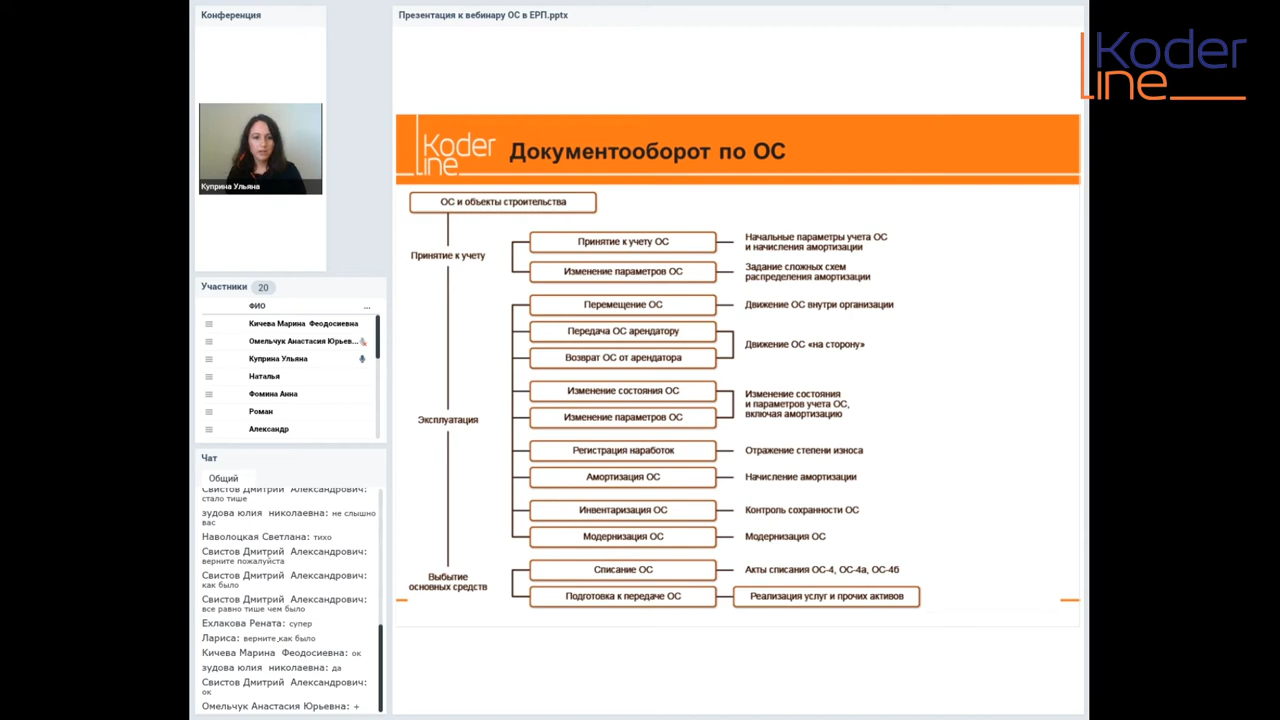 Конференция
Презентация к вебинару ОС в ЕРП.pptx
Koder
Line
Куприна Ульяна
Koder
Line
Документооборот по ОС
Участники 20
ФИО ...
Кичева Марина Феодосиевна
Омельчук Анастасия Юрьев...
Куприна Ульяна
Наталья
Фомина Анна
Роман
Александр
Чат
Общий
Свистов Дмитрий Александрович:
стало тише
зудова юлия николаевна: не слышно
вас
Наволоцкая Светлана: тихо
Свистов Дмитрий Александрович:
верните пожалуйста
Свистов Дмитрий Александрович:
как было
Свистов Дмитрий Александрович:
все равно тише чем было
Ехлакова Рената: супер
Лариса: верните,как было
Кичева Марина Феодосиевна: ок
зудова юлия николаевна: да
Свистов Дмитрий Александрович:
ок
Омельчук Анастасия Юрьевна: +
ОС и объекты строительства
Принятие к учету
Принятие к учету ОС
Начальные параметры учета ОС
и начисления амортизации
Изменение параметров ОС
Задание сложных схем
распределения амортизации
Эксплуатация
Перемещение ОС
Движение ОС внутри организации
Передача ОС арендатору
Возврат ОС от арендатора
Движение ОС «на сторону»
Изменение состояния ОС
Изменение параметров ОС
Изменение состояния
и параметров учета ОС,
включая амортизацию
Регистрация наработок
Отражение степени износа
Амортизация ОС
Начисление амортизации
Инвентаризация ОС
Контроль сохранности ОС
Модернизация ОС
Модернизация ОС
Выбытие
основных средств
Списание ОС
Акты списания ОС-4, ОС-4а, ОС-4б
Подготовка к передаче ОС
Реализация услуг и прочих активов